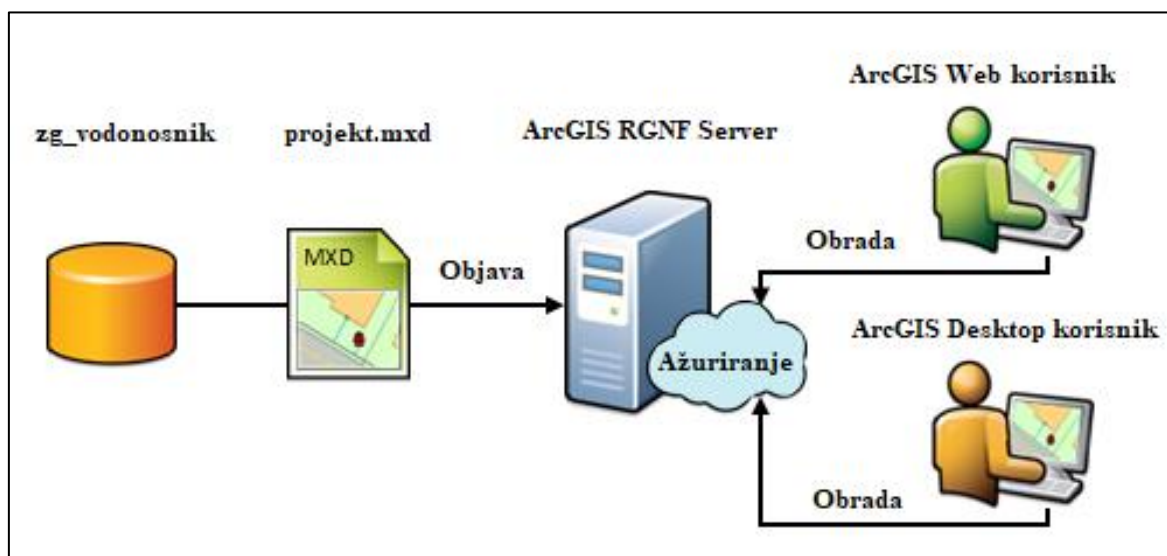 ArcGIS Web korisnik
zg_vodonosnik
projekt.mxd
ArcGIS RGNF Server
MXD
Objava
Obrada
Ažuriranje
ArcGIS Desktop korisnik
Obrada